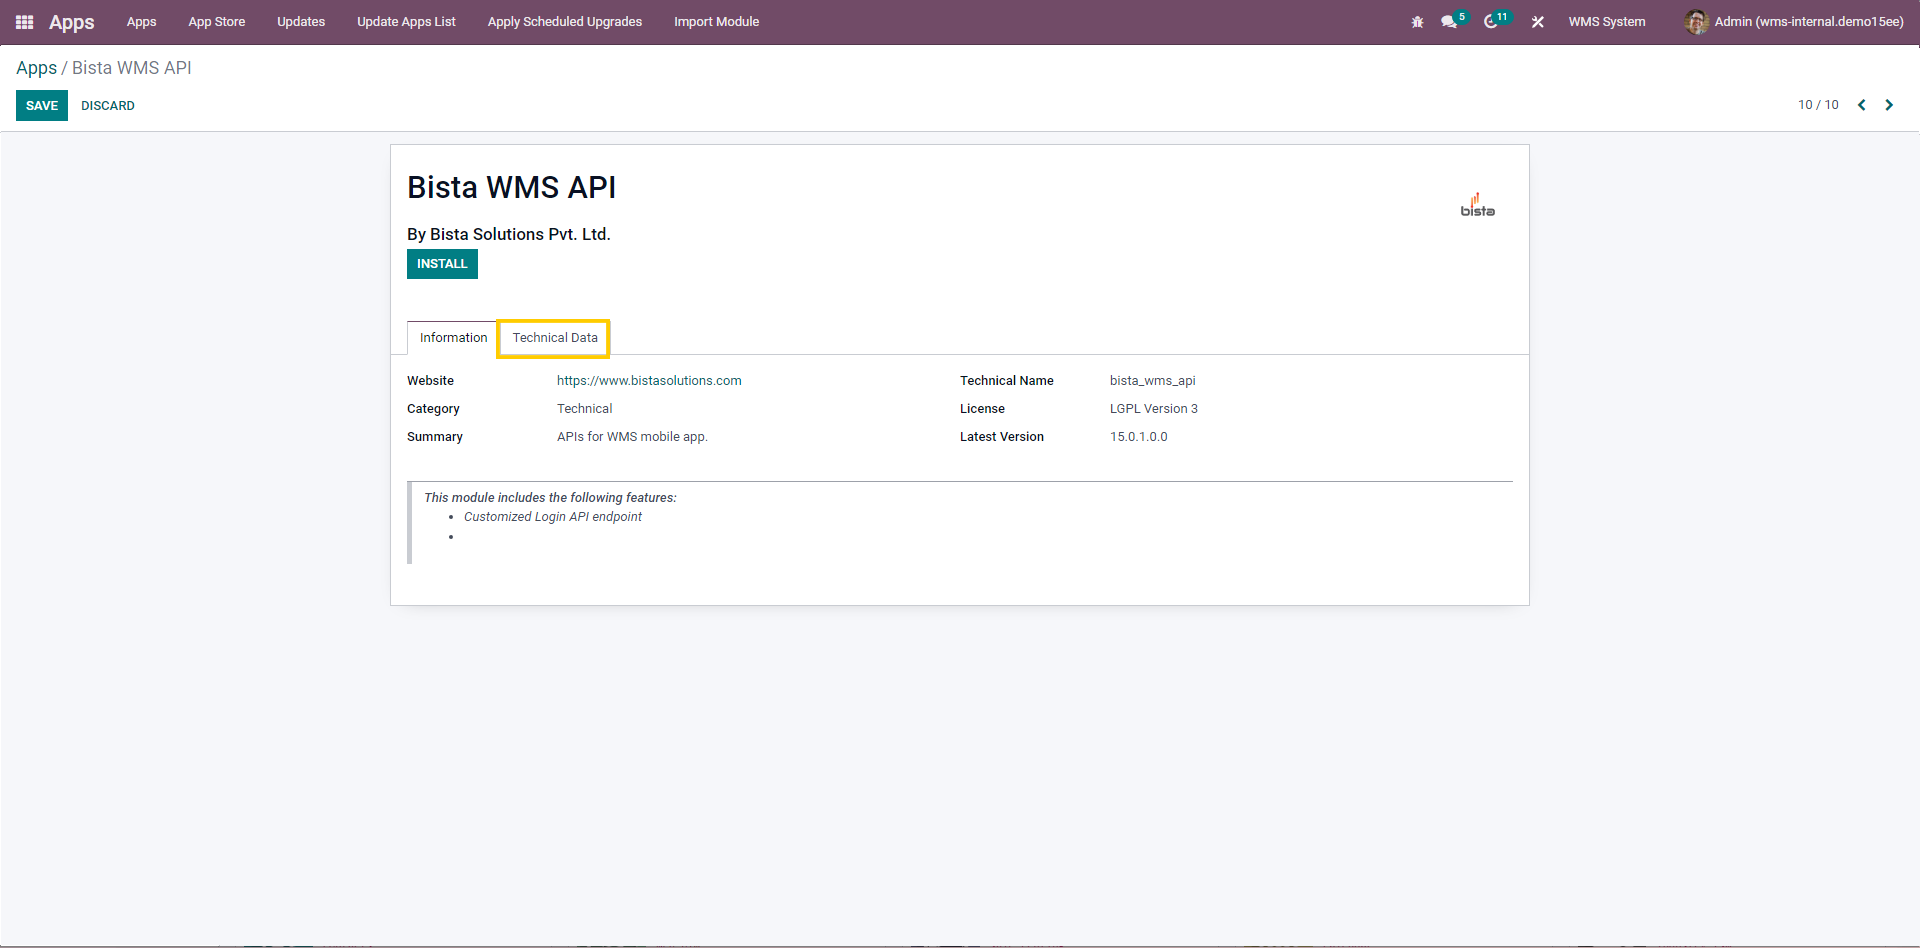 Apps Apps App Store Updates Update Apps List Apply Scheduled Upgrades Import Module 5 11 WMS System Admin (wms-internal.demo15ee)
Apps / Bista WMS API
SAVE DISCARD 10 / 10
Bista WMS API
bista
By Bista Solutions Pvt. Ltd.
INSTALL
Information Technical Data
Website https://www.bistasolutions.com Technical Name bista_wms_api
Category Technical License LGPL Version 3
Summary APIs for WMS mobile app. Latest Version 15.0.1.0.0
This module includes the following features:
• Customized Login API endpoint
•